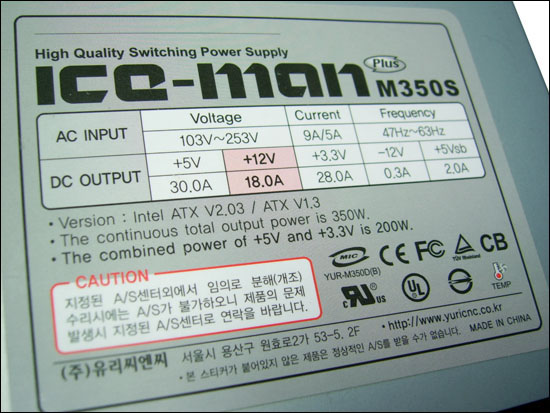 High Quality Switching Power Supply
ICE-MAN Plus M350S
AC INPUT Voltage Current Frequency
103V~253V 9A/5A 47Hz~63Hz
DC OUTPUT +5V +12V +3.3V -12V +5Vsb
30.0A 18.0A 28.0A 0.3A 2.0A
• Version : Intel ATX V2.03 / ATX V1.3
• The continuous total output power is 350W.
• The combined power of +5V and +3.3V is 200W.
CAUTION
지정된 A/S센터외에서 임의로 분해(개조)
수리에는 A/S가 불가하오니 제품의 문제
발생시 지정된 A/S센터로 연락을 바랍니다.
MIC CE FC TÜV Rheinland CB
YUR-M350D(B)
c RU US UL TEMP
(주)유리씨엔씨 서울시 용산구 원효로2가 53-5, 2F
• http://www.yuricnc.co.kr
• 본 스티커가 붙어있지 않은 제품은 정상적인 A/S를 받을 수가 없습니다. MADE IN CHINA